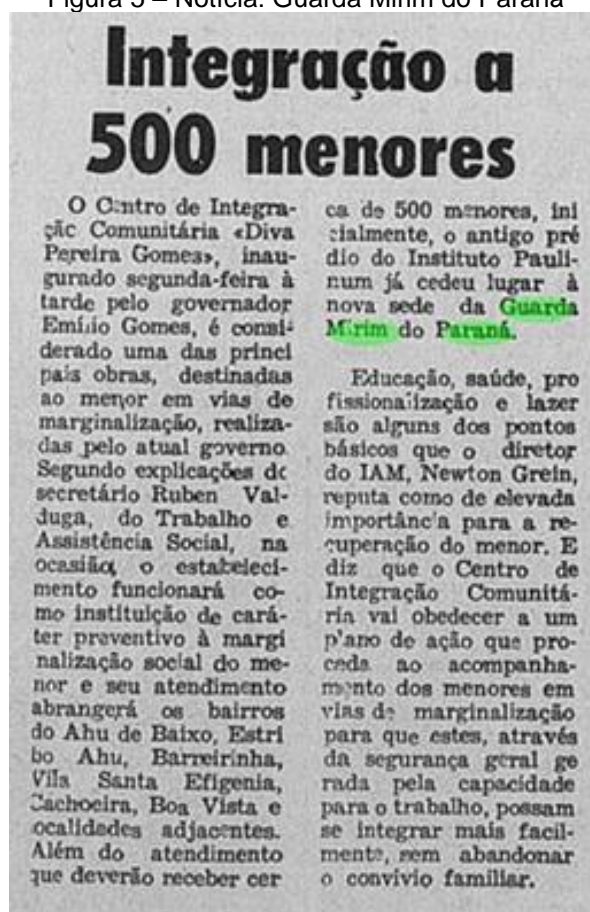 Figura 5 – Notícia: Guarda Mirim do Paraná
Integração a
500 menores
O Centro de Integra-
ção Comunitária «Diva
Pereira Gomes», inau-
gurado segunda-feira à
tarde pelo governador
Emílio Gomes, é consi-
derado uma das princi
pais obras, destinadas
ao menor em vias de
marginalização, realiza-
das pelo atual governo.
Segundo explicações do
secretário Ruben Val-
duga, do Trabalho e
Assistência Social, na
ocasião, o estabeleci-
mento funcionará co-
mo instituição de cará-
ter preventivo à margi
nalização social do me-
nor e seu atendimento
abrangerá os bairros
do Ahu de Baixo, Estri
bo Ahu, Barreirinha,
Vila Santa Efigenia,
Cachoeira, Boa Vista e
ocalidades adjacentes.
Além do atendimento
que deverão receber cer
ca de 500 menores, ini
cialmente, o antigo pré
dio do Instituto Pauli-
num já cedeu lugar à
nova sede da Guarda
Mirim do Paraná.
Educação, saúde, pro
fissionalização e lazer
são alguns dos pontos
básicos que o diretor
do IAM, Newton Grein,
reputa como de elevada
importância para a re-
cuperação do menor. E
diz que o Centro de
Integração Comunitá-
ria vai obedecer a um
plano de ação que pro-
ceda ao acompanha-
mento dos menores em
vias de marginalização
para que estes, através
da segurança geral ge
rada pela capacidade
para o trabalho, possam
se integrar mais facil-
mente, sem abandonar
o convivio familiar.